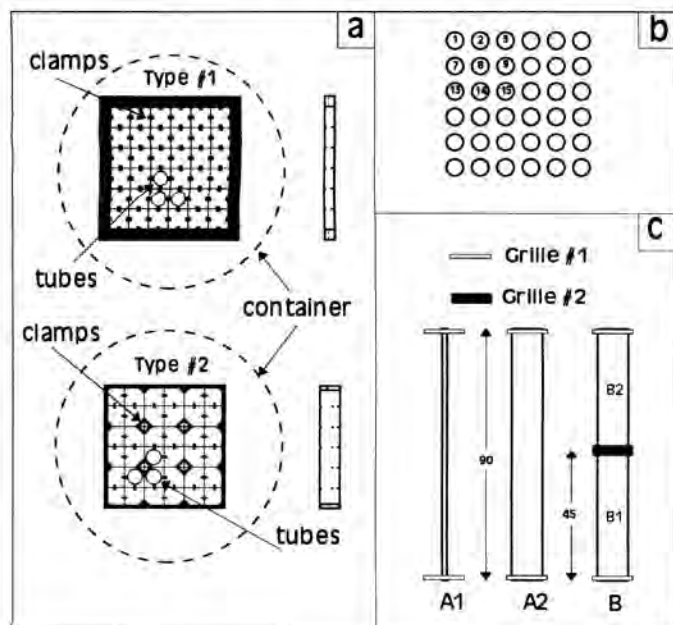 a
clamps
Type #1
tubes
container
clamps
Type #2
tubes
b
1 2 3
7 8 9
13 14 15
c
Grille #1
Grille #2
90
45
B2
B1
A1 A2 B